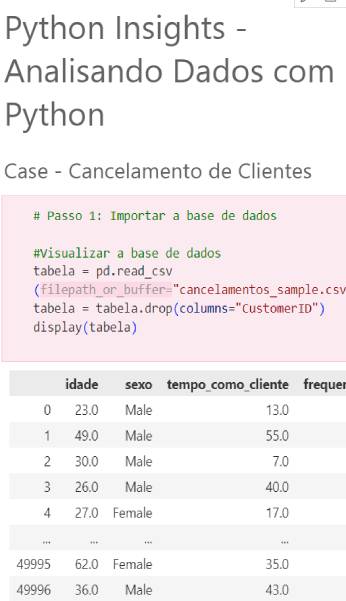 Python Insights -
Analisando Dados com
Python
Case - Cancelamento de Clientes
# Passo 1: Importar a base de dados
#Visualizar a base de dados
tabela = pd.read_csv
(filepath_or_buffer="cancelamentos_sample.csv
tabela = tabela.drop(columns="CustomerID")
display(tabela)
idade sexo tempo_como_cliente frequen
0 23.0 Male 13.0
1 49.0 Male 55.0
2 30.0 Male 7.0
3 26.0 Male 40.0
4 27.0 Female 17.0
... ... ... ...
49995 62.0 Female 35.0
49996 36.0 Male 43.0